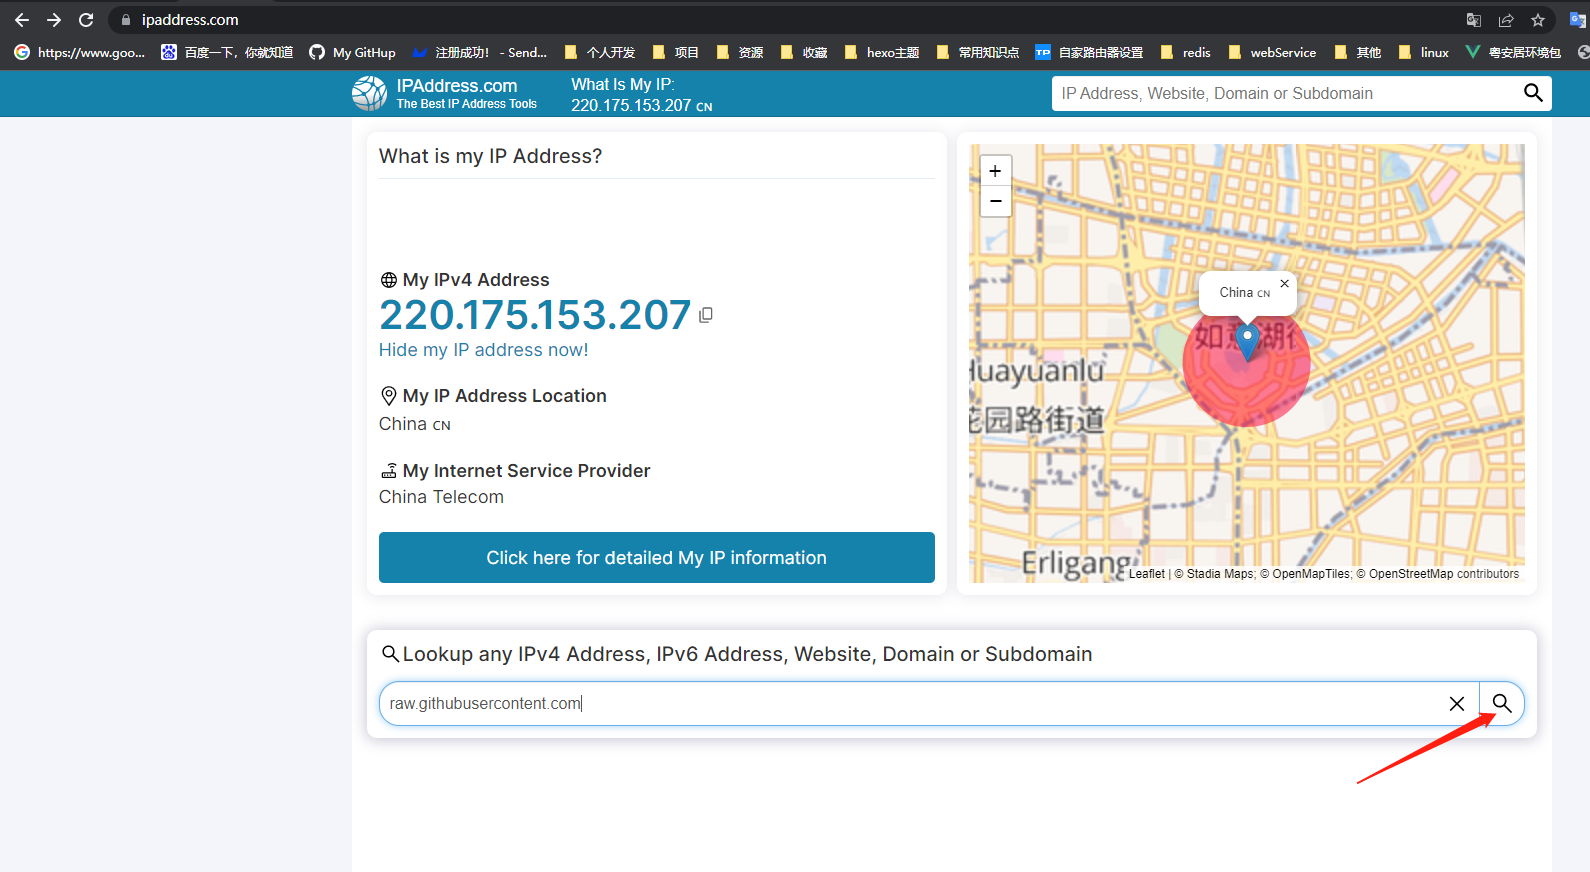 ipaddress.com
https://www.goo... 百度一下，你就知道 My GitHup 注册成功！ - Send... 个人开发 项目 资源 收藏 hexo主题 常用知识点 TP 自家路由器设置 redis webService 其他 linux 粤安居环境包
IPAddress.com
The Best IP Address Tools
What Is My IP:
220.175.153.207 CN
IP Address, Website, Domain or Subdomain
What is my IP Address?
My IPv4 Address
220.175.153.207
Hide my IP address now!
My IP Address Location
China CN
My Internet Service Provider
China Telecom
Click here for detailed My IP information
+
−
China CN ×
Huayuanlu
花园路街道
Erligang
Leaflet | © Stadia Maps; © OpenMapTiles; © OpenStreetMap contributors
Lookup any IPv4 Address, IPv6 Address, Website, Domain or Subdomain
raw.githubusercontent.com